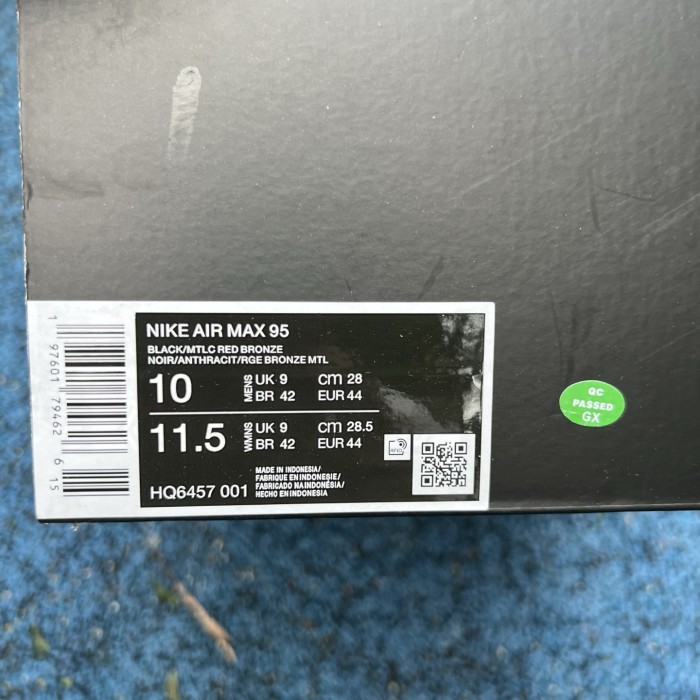 NIKE AIR MAX 95
BLACK/MTLC RED BRONZE
NOIR/ANTHRACIT/RGE BRONZE MTL
10 MENS UK 9 cm 28
BR 42 EUR 44
11.5 WMNS UK 9 cm 28.5
BR 42 EUR 44
RFID
HQ6457 001
MADE IN INDONESIA/
FABRIQUE EN INDONESIE/
FABRICADO NA INDONÉSIA/
HECHO EN INDONESIA
1 97601 79462 6 15
QC
PASSED
GX